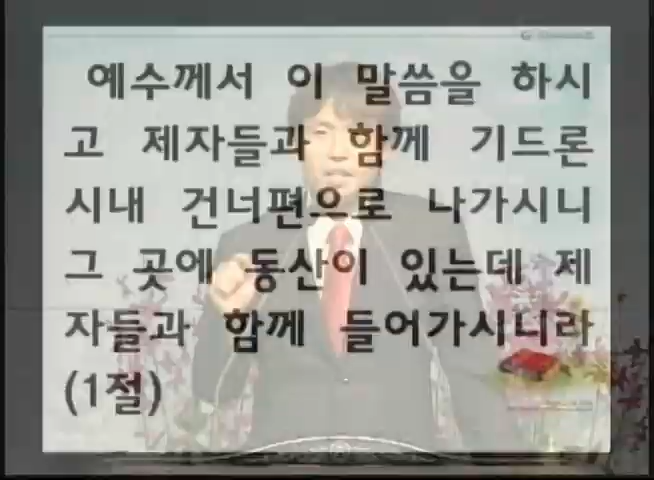 예수께서 이 말씀을 하시
고 제자들과 함께 기드론
시내 건너편으로 나가시니
그 곳에 동산이 있는데 제
자들과 함께 들어가시니라
(1절)